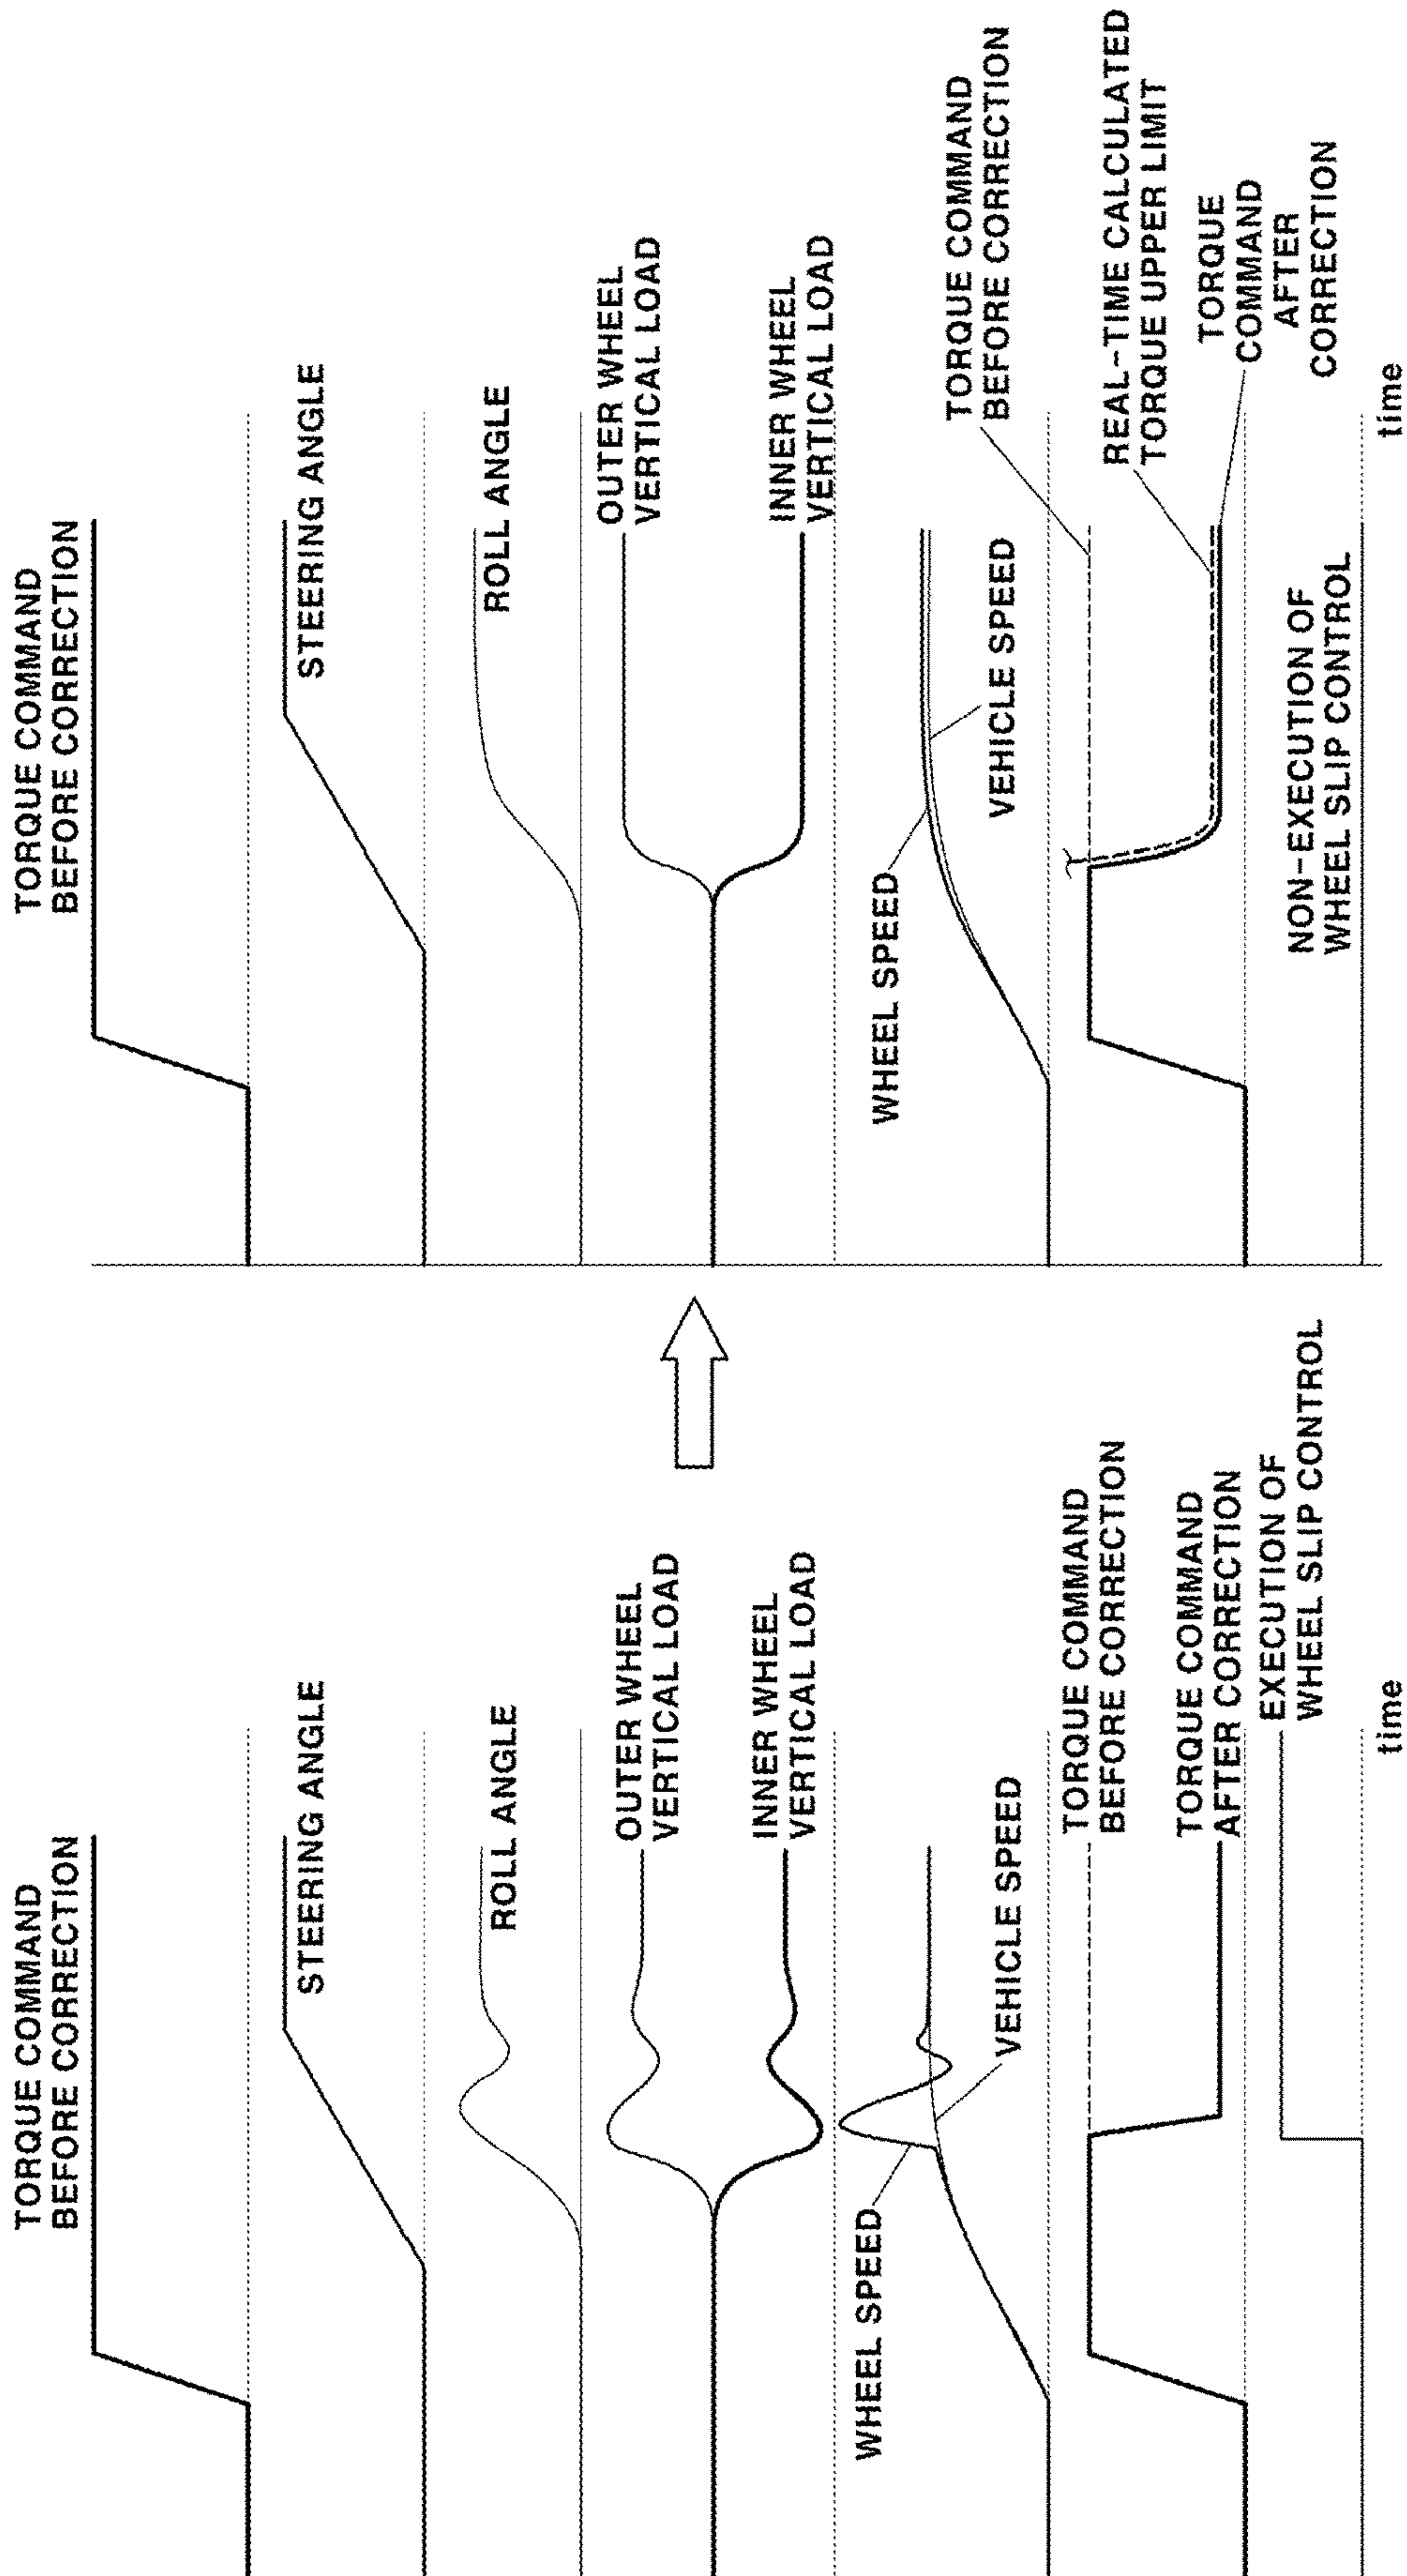 TORQUE COMMAND
BEFORE CORRECTION
STEERING ANGLE
ROLL ANGLE
OUTER WHEEL
VERTICAL LOAD
INNER WHEEL
VERTICAL LOAD
WHEEL SPEED
VEHICLE SPEED
TORQUE COMMAND
BEFORE CORRECTION
TORQUE COMMAND
AFTER CORRECTION
EXECUTION OF
WHEEL SLIP CONTROL
time
TORQUE COMMAND
BEFORE CORRECTION
STEERING ANGLE
ROLL ANGLE
OUTER WHEEL
VERTICAL LOAD
INNER WHEEL
VERTICAL LOAD
WHEEL SPEED
VEHICLE SPEED
TORQUE COMMAND
BEFORE CORRECTION
REAL-TIME CALCULATED
TORQUE UPPER LIMIT
TORQUE
COMMAND
AFTER
CORRECTION
NON-EXECUTION OF
WHEEL SLIP CONTROL
time